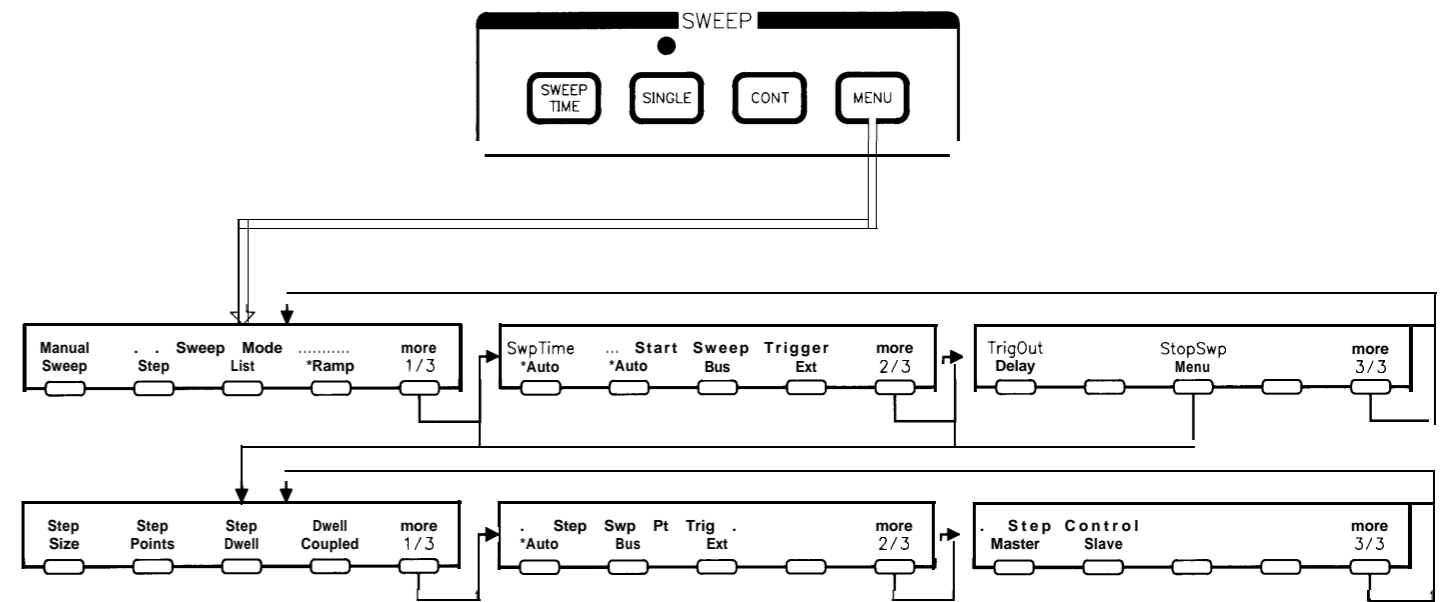 SWEEP
SWEEP TIME
SINGLE
CONT
MENU
Manual . . Sweep Mode ........... more
Sweep Step List *Ramp 1/3
SwpTime ... Start Sweep Trigger more
*Auto *Auto Bus Ext 2/3
TrigOut StopSwp more
Delay Menu 3/3
Step Step Step Dwell more
Size Points Dwell Coupled 1/3
. Step Swp Pt Trig . more
*Auto Bus Ext 2/3
. Step Control more
Master Slave 3/3